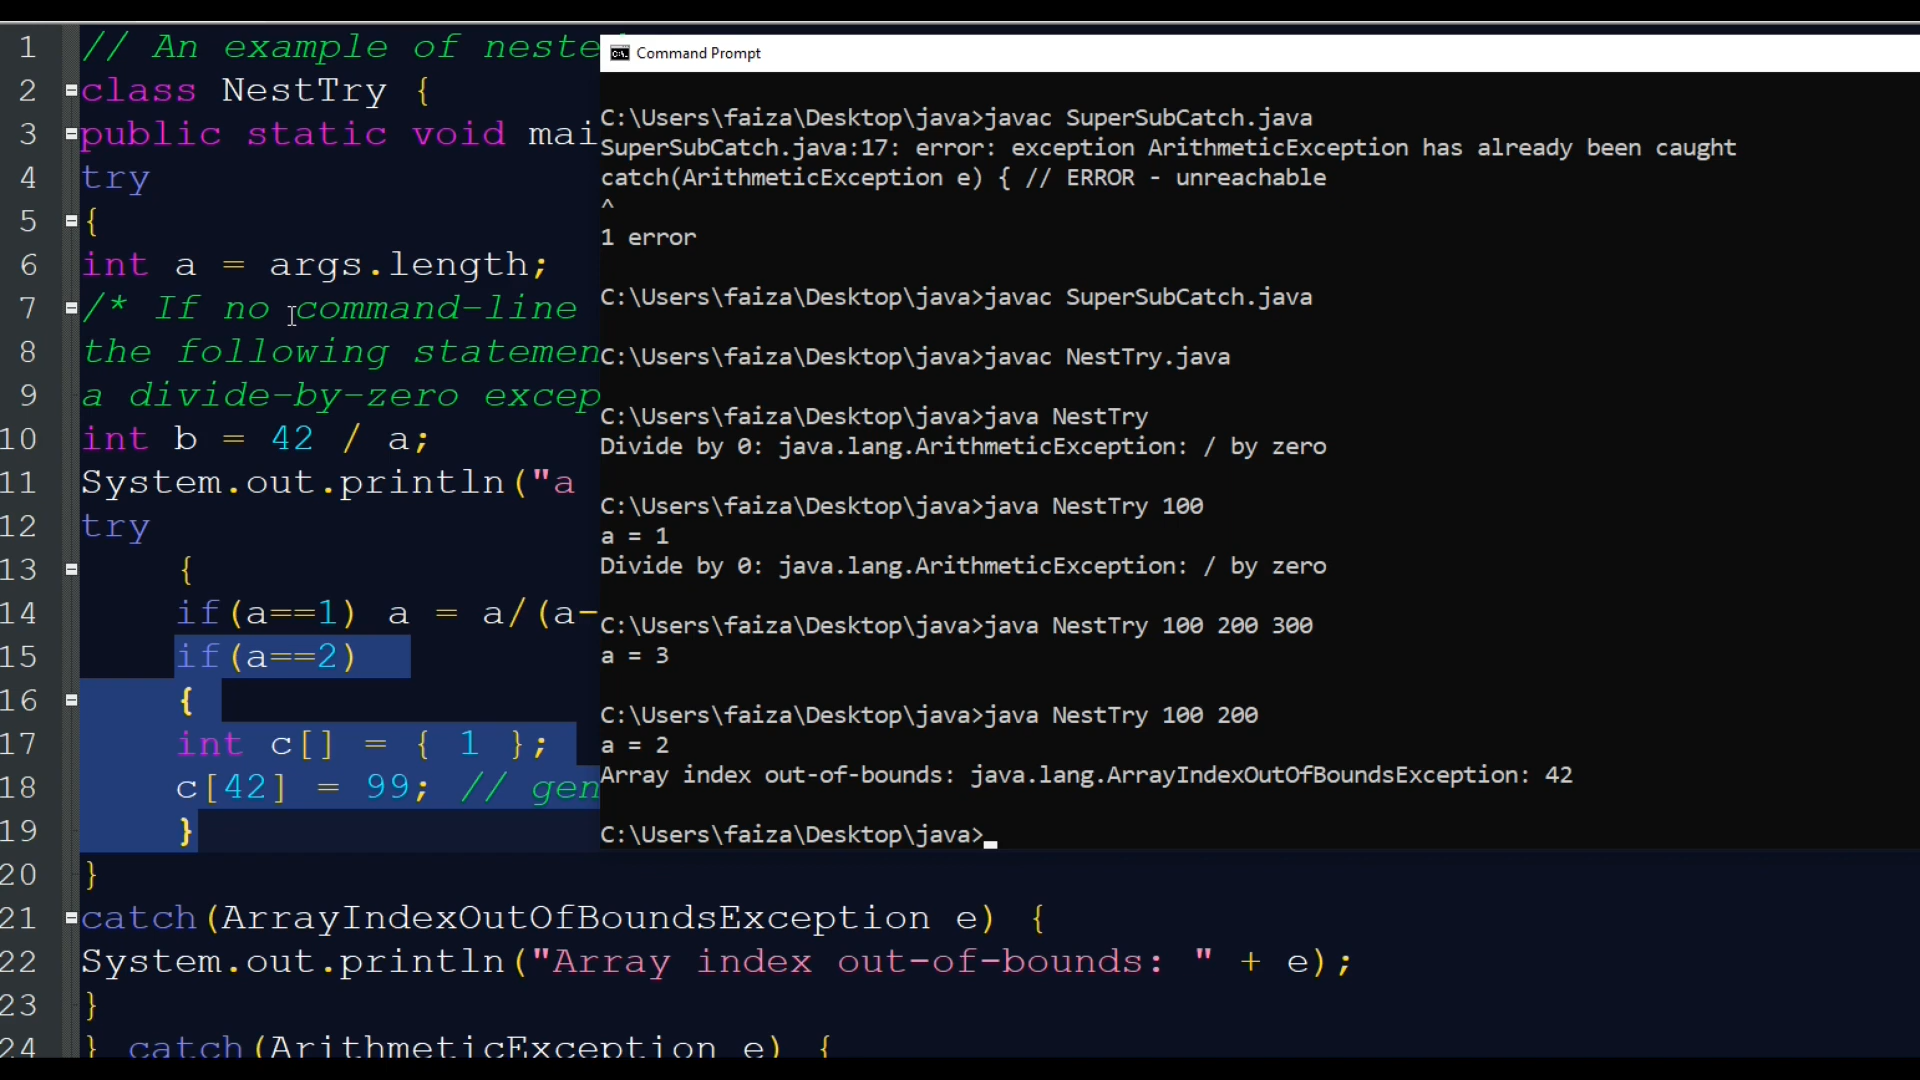 1 // An example of neste
2 class NestTry {
3 public static void mai
4 try
5 {
6 int a = args.length;
7 /* If no command-line
8 the following statemen
9 a divide-by-zero excep
10 int b = 42 / a;
11 System.out.println("a
12 try
13 {
14 if(a==1) a = a/(a-
15 if(a==2)
16 {
17 int c[] = { 1 };
18 c[42] = 99; // gen
19 }
20 }
21 catch(ArrayIndexOutOfBoundsException e) {
22 System.out.println("Array index out-of-bounds: " + e);
23 }
24 } catch(ArithmeticException e) {
Command Prompt
C:\Users\faiza\Desktop\java>javac SuperSubCatch.java
SuperSubCatch.java:17: error: exception ArithmeticException has already been caught
catch(ArithmeticException e) { // ERROR - unreachable
^
1 error
C:\Users\faiza\Desktop\java>javac SuperSubCatch.java
C:\Users\faiza\Desktop\java>javac NestTry.java
C:\Users\faiza\Desktop\java>java NestTry
Divide by 0: java.lang.ArithmeticException: / by zero
C:\Users\faiza\Desktop\java>java NestTry 100
a = 1
Divide by 0: java.lang.ArithmeticException: / by zero
C:\Users\faiza\Desktop\java>java NestTry 100 200 300
a = 3
C:\Users\faiza\Desktop\java>java NestTry 100 200
a = 2
Array index out-of-bounds: java.lang.ArrayIndexOutOfBoundsException: 42
C:\Users\faiza\Desktop\java>